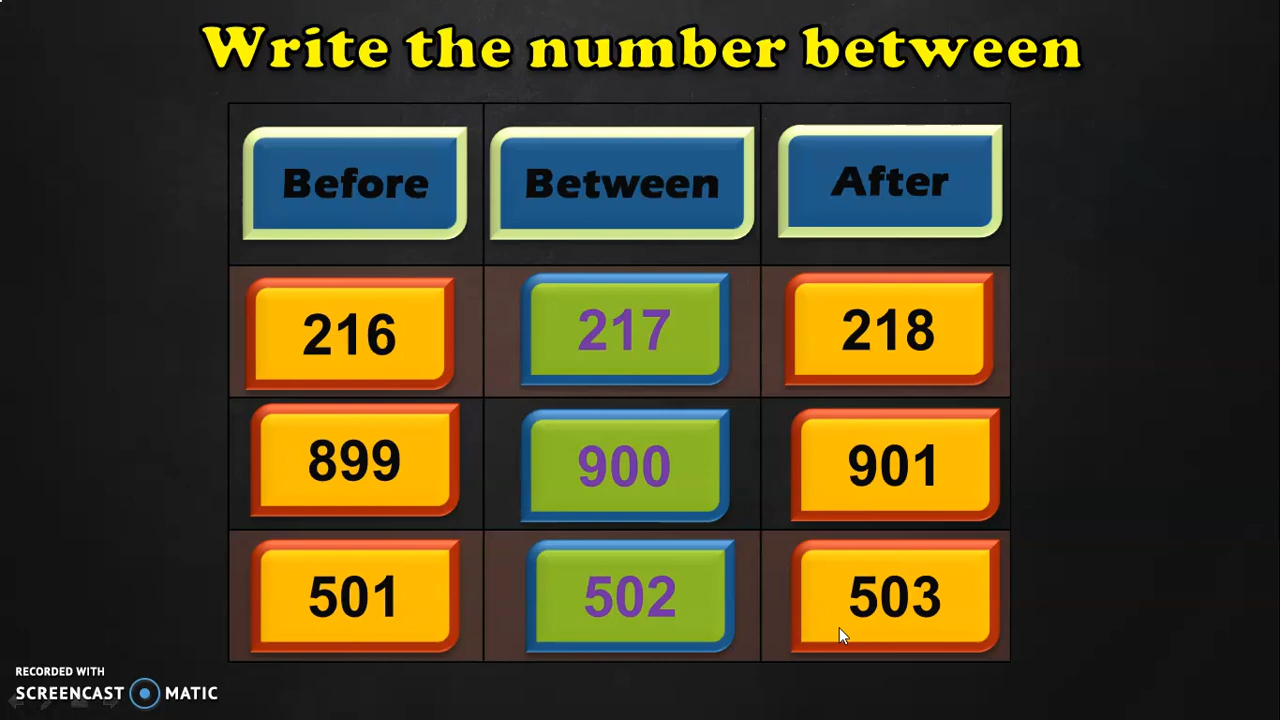 Write the number between
Before Between After
216 217 218
899 900 901
501 502 503
RECORDED WITH
SCREENCAST MATIC